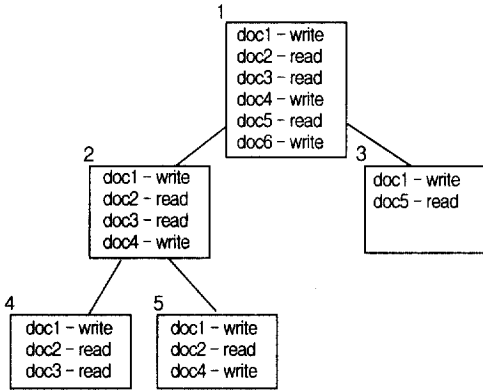 1
doc1 – write
doc2 – read
doc3 – read
doc4 – write
doc5 – read
doc6 – write
2
doc1 – write
doc2 – read
doc3 – read
doc4 – write
3
doc1 – write
doc5 – read
4
doc1 – write
doc2 – read
doc3 – read
5
doc1 – write
doc2 – read
doc4 – write